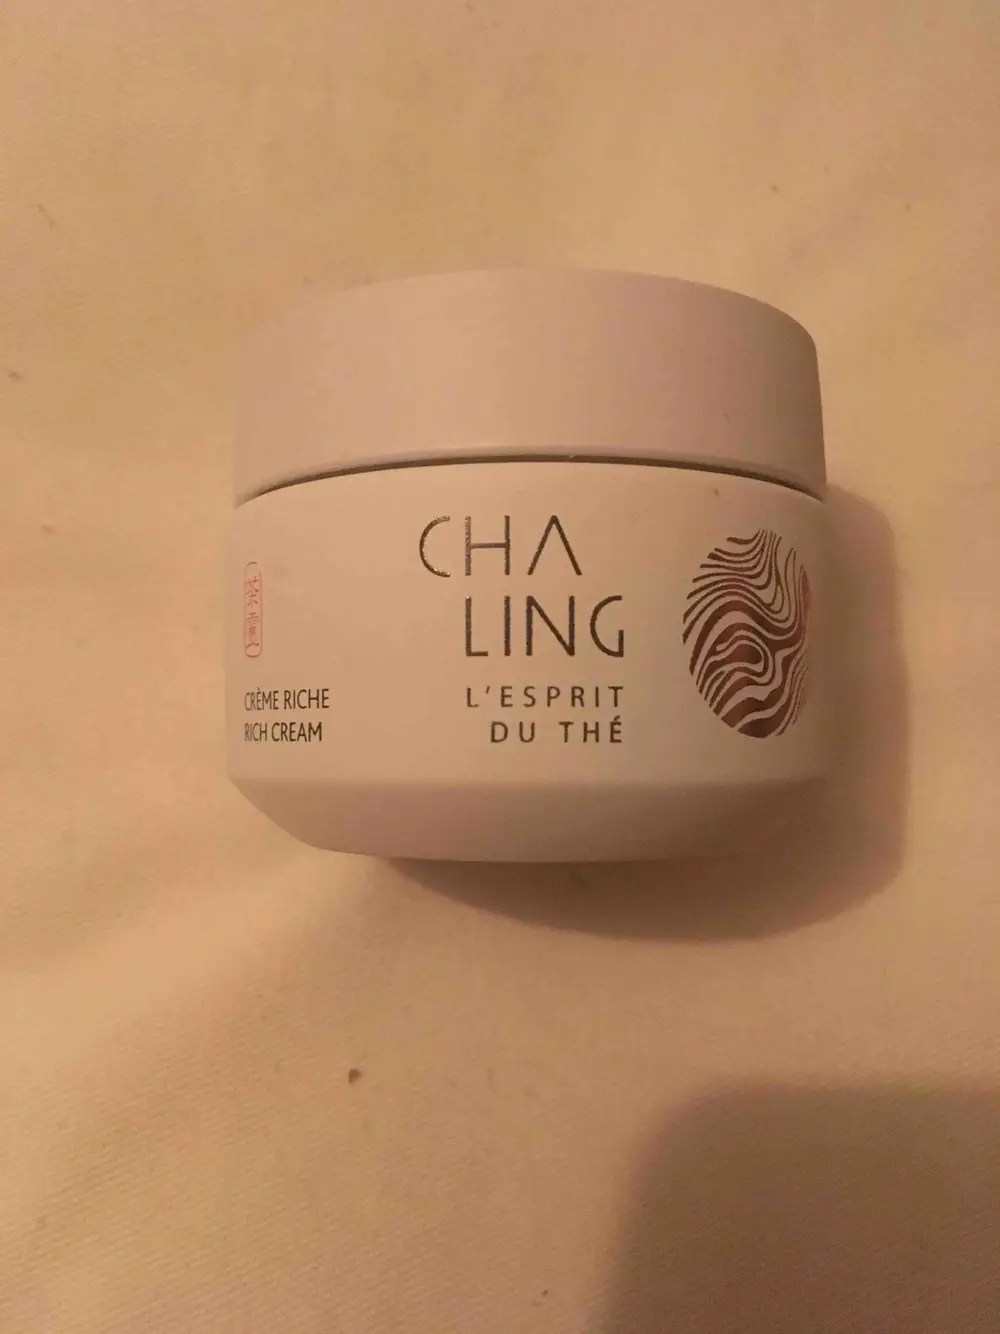 CHA
LING
L'ESPRIT
DU THÉ
CRÈME RICHE
RICH CREAM